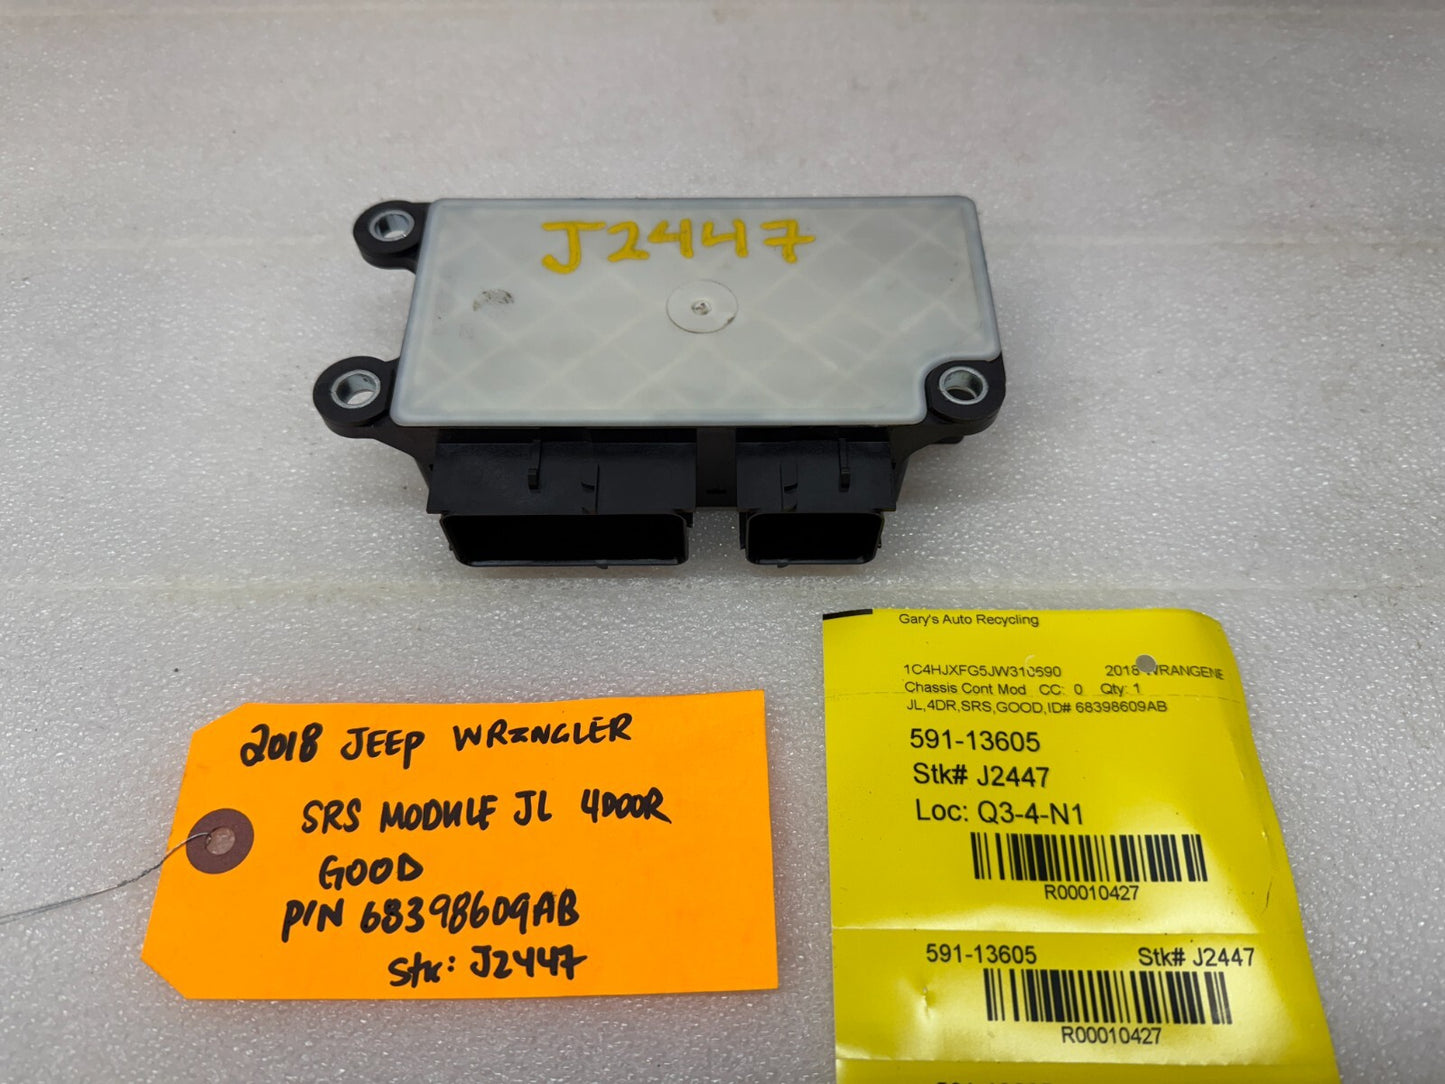 J2447
2018 JEEP WRANGLER
SRS MODULE JL 4DOOR
GOOD
P/N 68398609AB
Stk: J2447
Gary's Auto Recycling
2018
Chassis Cont Mod CC: 0 Qty: 1
JL,4DR,SRS,GOOD,ID# 68398609AB
591-13605
Stk# J2447
Loc: Q3-4-N1
R00010427
591-13605 Stk# J2447
R00010427